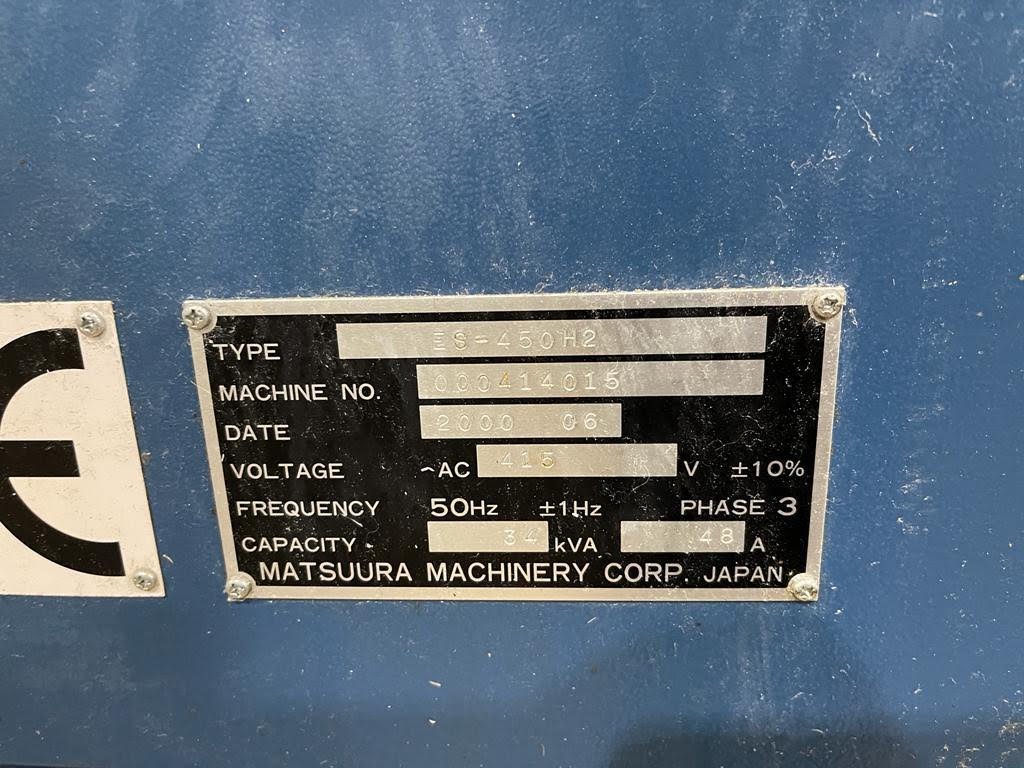 TYPE ES-450H2
MACHINE NO. 000414015
DATE 2000 06
VOLTAGE ~AC 415 V ±10%
FREQUENCY 50Hz ±1Hz PHASE 3
CAPACITY 34 kVA 48 A
MATSUURA MACHINERY CORP. JAPAN
CE